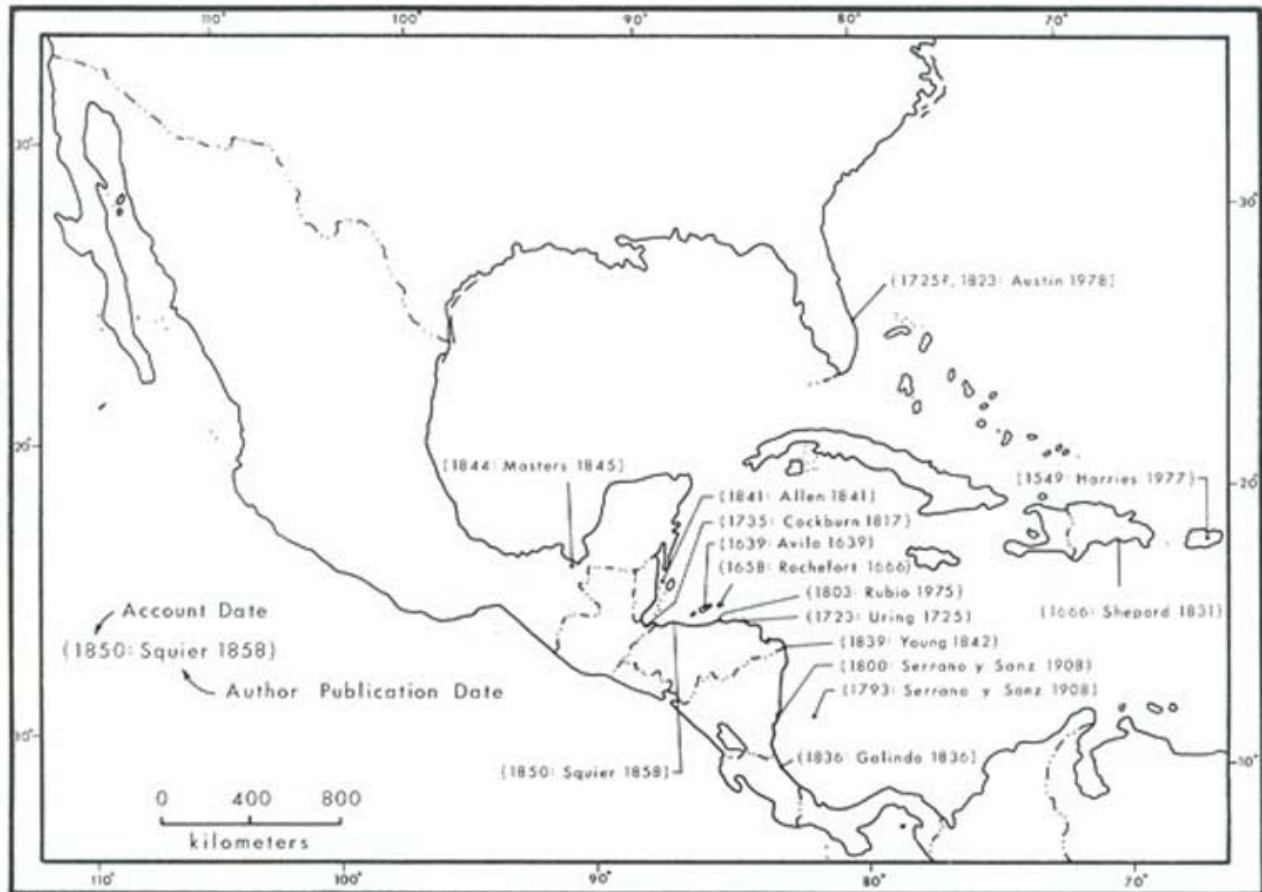 110° 100° 90° 80° 70°
30° 30°
(1725?, 1823: Austin 1978)
20° 20°
(1844: Masters 1845)
(1549: Harries 1977)
(1841: Allen 1841)
(1735: Cockburn 1817)
(1639: Avila 1639)
(1658: Rochefort 1666)
(1803: Rubio 1975)
(1666: Shepard 1831)
(1723: Uring 1725)
Account Date
(1839: Young 1842)
(1850: Squier 1858)
(1800: Serrano y Sanz 1908)
Author Publication Date
(1793: Serrano y Sanz 1908)
10° 10°
(1836: Galindo 1836)
(1850: Squier 1858)
0 400 800
kilometers
110° 100° 90° 80° 70°